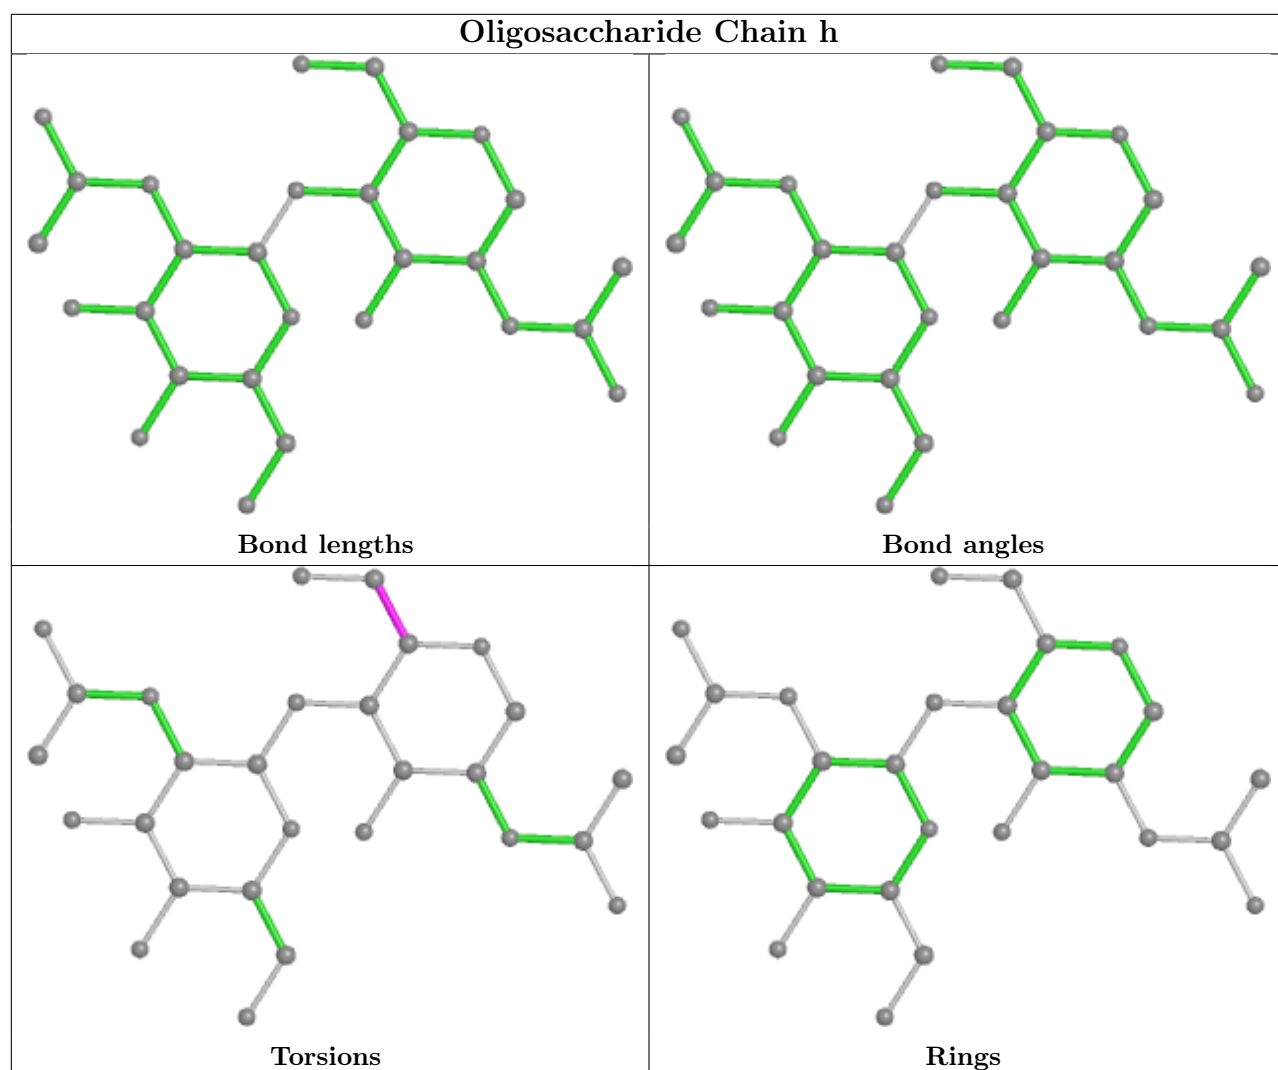 Oligosaccharide Chain h
Bond lengths
Bond angles
Torsions
Rings